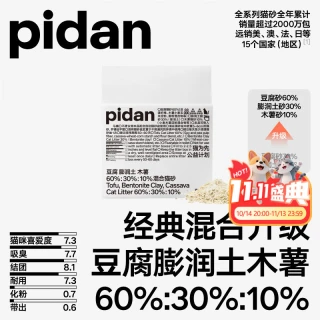 pidan
全系列猫砂全年累计
销量超过2000万包
远销美、澳、法、日等
15个国家(地区)
豆腐砂60%
膨润土砂30%
木薯砂10%
升级
pidan
豆腐 膨润土 木薯
60%:30%:10%混合猫砂
Tofu, Bentonite Clay, Cassava
Cat Litter 60%:30%:10%
HOT!
11.11盛典
10/14 20:00-11/13 23:59
经典混合升级
豆腐膨润土木薯
60%:30%:10%
猫咪喜爱度 7.3
吸臭 7.7
结团 8.1
耐用 7.3
化粉 0.7
带出 0.6